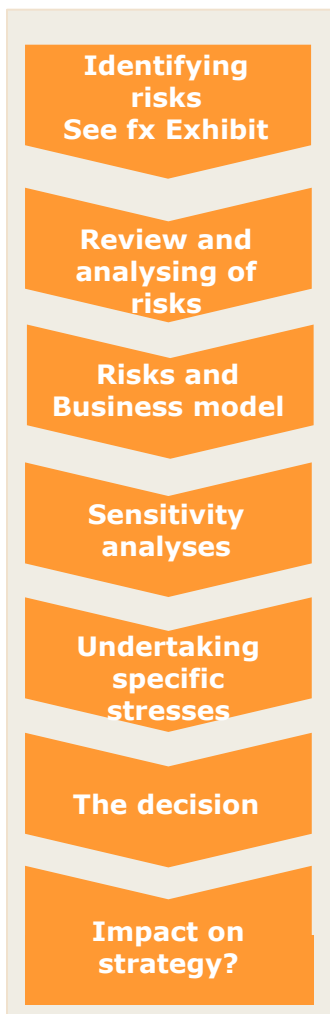 Identifying
risks
See fx Exhibit
Review and
analysing of
risks
Risks and
Business model
Sensitivity
analyses
Undertaking
specific
stresses
The decision
Impact on
strategy?